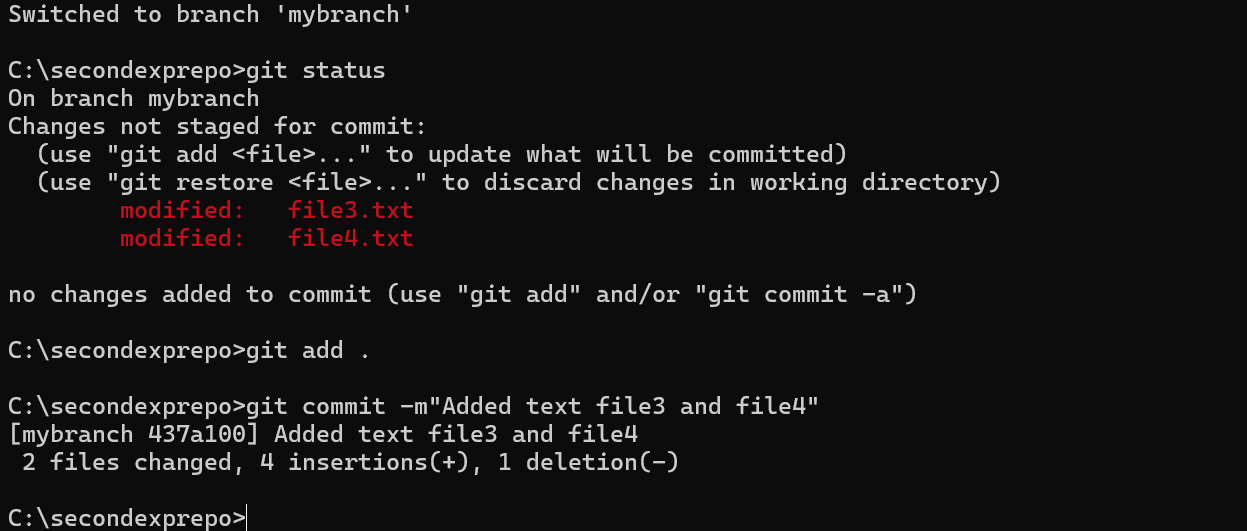 Switched to branch 'mybranch'
C:\secondexprepo>git status
On branch mybranch
Changes not staged for commit:
  (use "git add <file>..." to update what will be committed)
  (use "git restore <file>..." to discard changes in working directory)
        modified:   file3.txt
        modified:   file4.txt
no changes added to commit (use "git add" and/or "git commit -a")
C:\secondexprepo>git add .
C:\secondexprepo>git commit -m"Added text file3 and file4"
[mybranch 437a100] Added text file3 and file4
 2 files changed, 4 insertions(+), 1 deletion(-)
C:\secondexprepo>